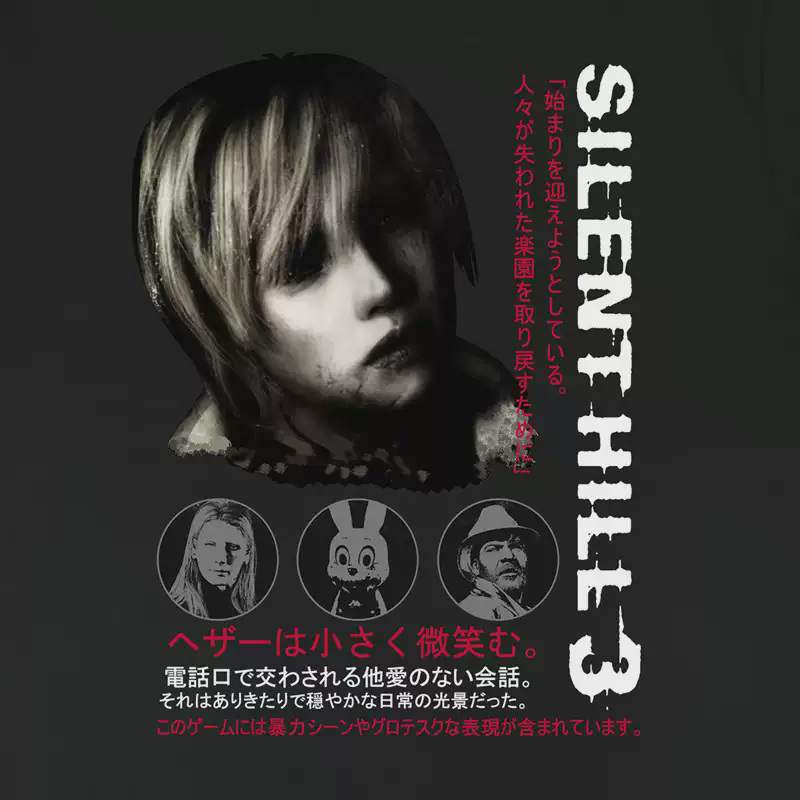 SILENT HILL 3
「始まりを迎えようとしている。
人々が失われた楽園を取り戻すために」
ヘザーは小さく微笑む。
電話口で交わされる他愛のない会話。
それはありきたりで穏やかな日常の光景だった。
このゲームには暴力シーンやグロテスクな表現が含まれています。